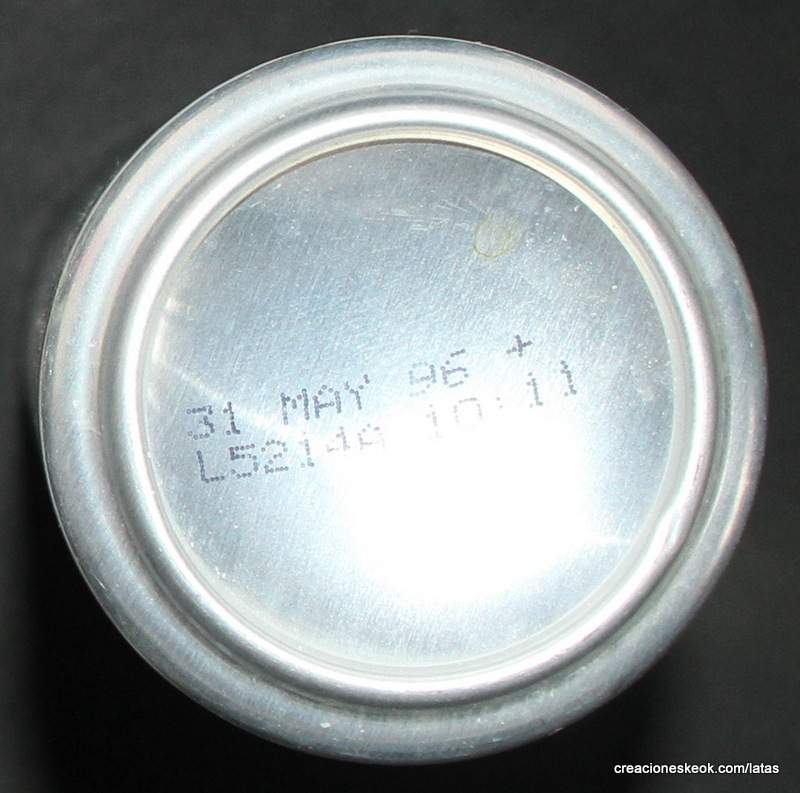 31 MAY 96 +
L5214A 10:11
creacioneskeok.com/latas